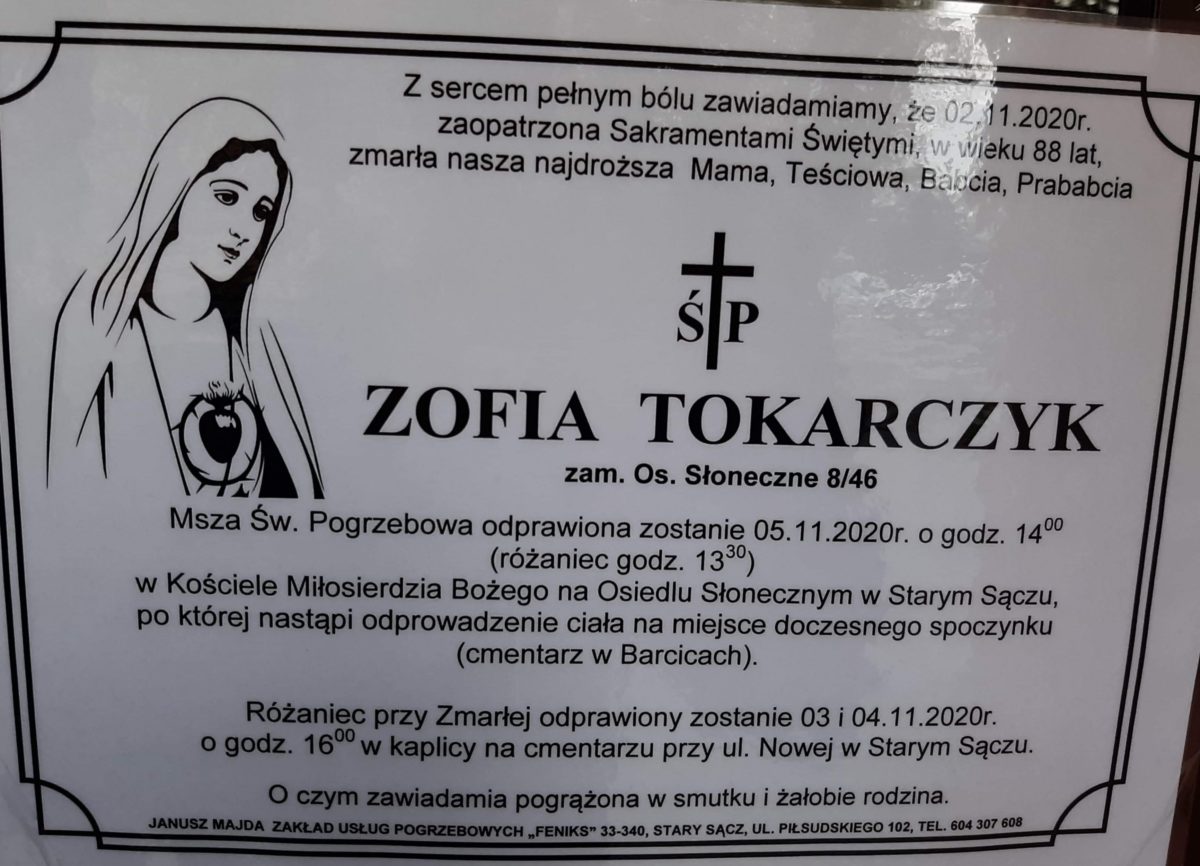 Z sercem pełnym bólu zawiadamiamy, że 02.11.2020r.
zaopatrzona Sakramentami Świętymi, w wieku 88 lat,
zmarła nasza najdroższa Mama, Teściowa, Babcia, Prababcia
Ś P
ZOFIA TOKARCZYK
zam. Os. Słoneczne 8/46
Msza Św. Pogrzebowa odprawiona zostanie 05.11.2020r. o godz. 14⁰⁰
(różaniec godz. 13³⁰)
w Kościele Miłosierdzia Bożego na Osiedlu Słonecznym w Starym Sączu,
po której nastąpi odprowadzenie ciała na miejsce doczesnego spoczynku
(cmentarz w Barcicach).
Różaniec przy Zmarłej odprawiony zostanie 03 i 04.11.2020r.
o godz. 16⁰⁰ w kaplicy na cmentarzu przy ul. Nowej w Starym Sączu.
O czym zawiadamia pogrążona w smutku i żałobie rodzina.
JANUSZ MAJDA ZAKŁAD USŁUG POGRZEBOWYCH „FENIKS” 33-340, STARY SĄCZ, UL. PIŁSUDSKIEGO 102, TEL. 604 307 608